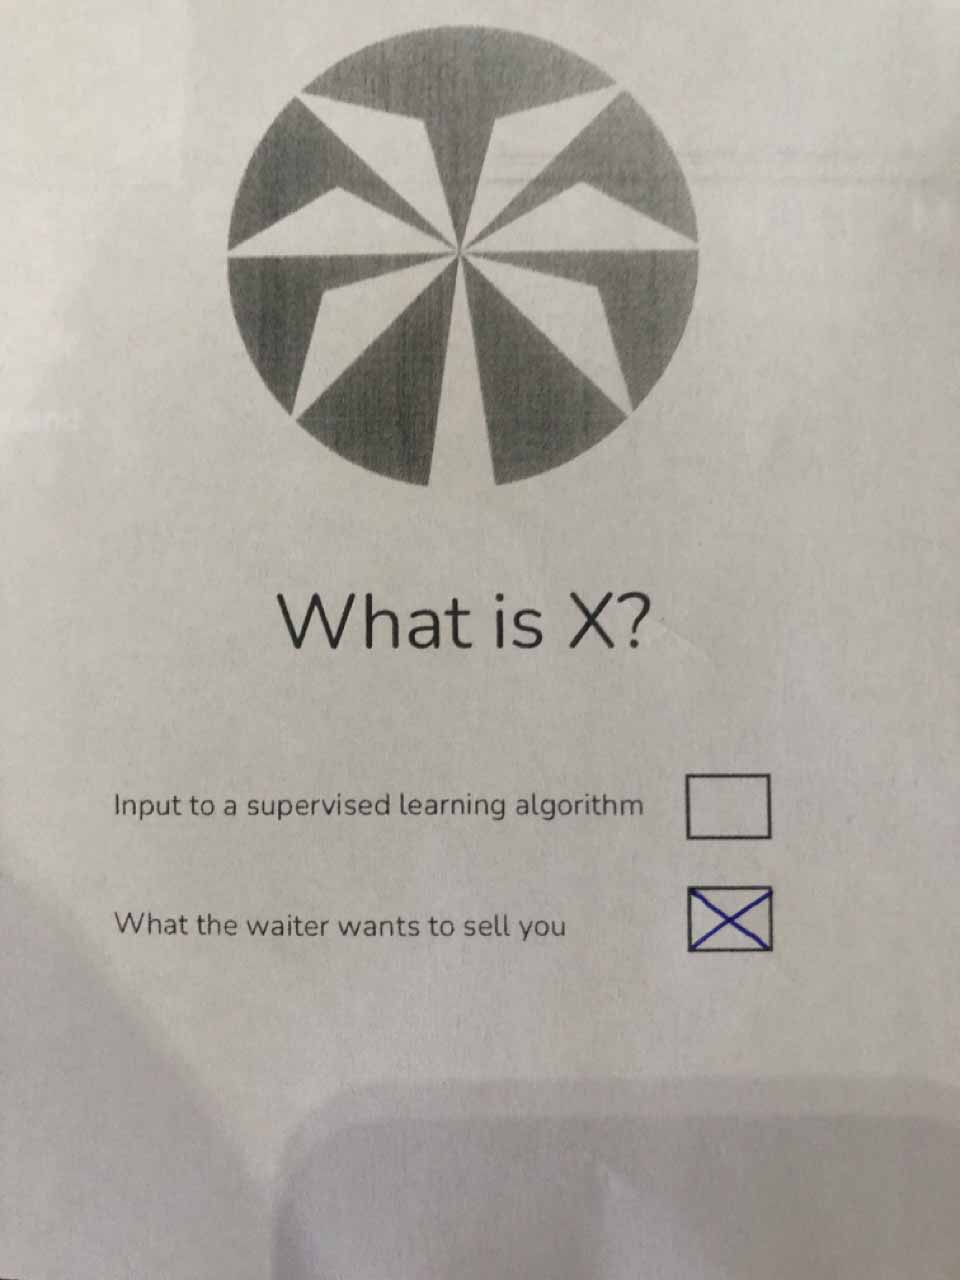 What is X?
Input to a supervised learning algorithm
What the waiter wants to sell you